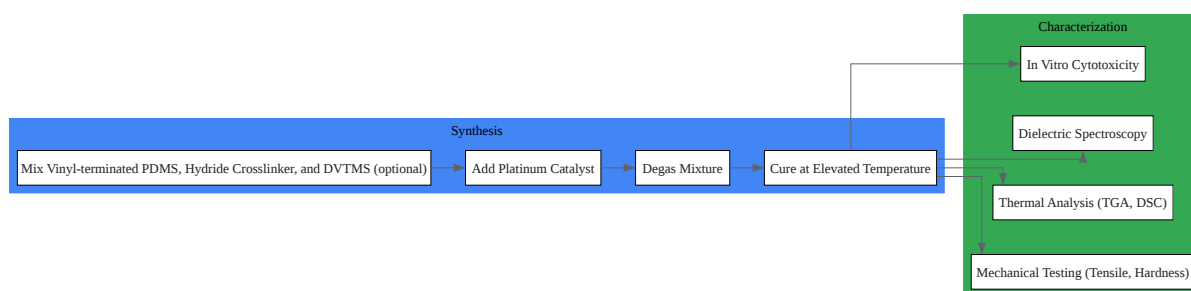 Synthesis
Mix Vinyl-terminated PDMS, Hydride Crosslinker, and DVTMS (optional)
Add Platinum Catalyst
Degas Mixture
Cure at Elevated Temperature
Characterization
In Vitro Cytotoxicity
Dielectric Spectroscopy
Thermal Analysis (TGA, DSC)
Mechanical Testing (Tensile, Hardness)